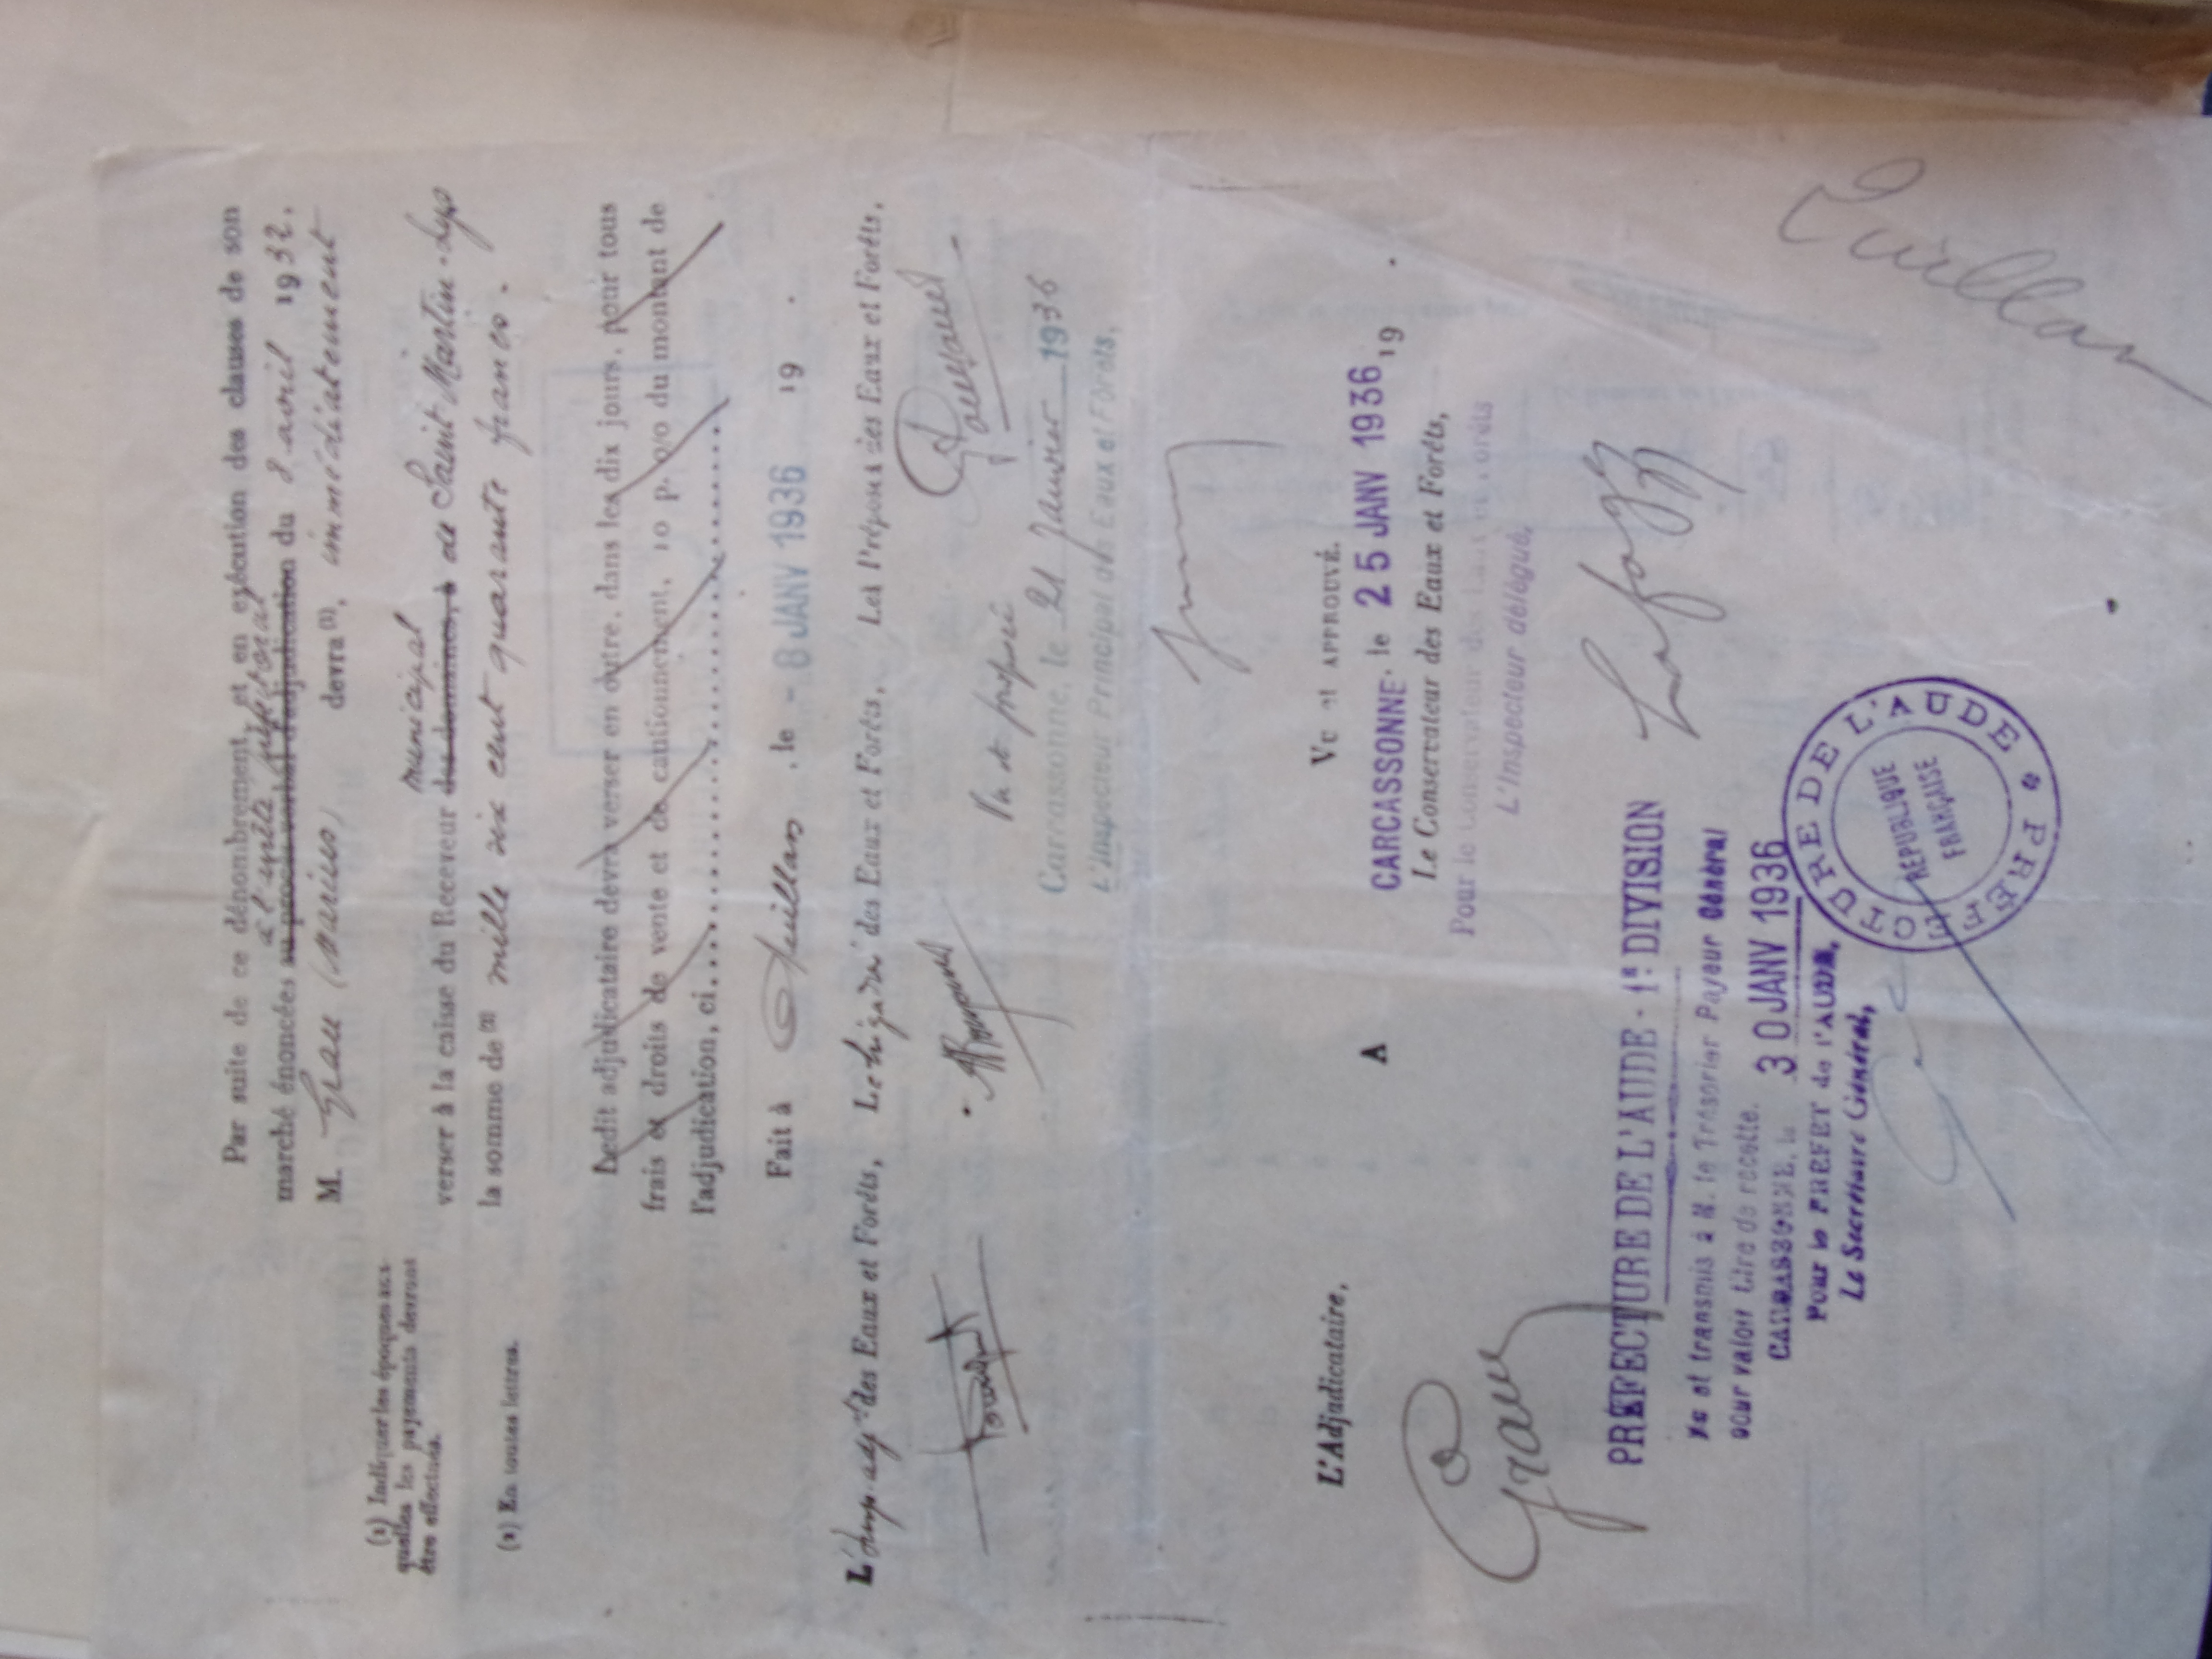 Par suite de ce dénombrement, et en exécution des clauses de son
à l'arrêté préfectoral
marché énoncées au procès verbal d'adjudication du 8 avril 1932.
M. Grau (Marius) devra (1), immédiatement
(1) Indiquer les époques aux-
quelles les payements devront
être effectués.
municipal
verser à la caisse du Receveur des domaines, à de Saint Martin-Lys
la somme de (2) mille six cent quarante francs.
(2) En toutes lettres.
Ledit adjudicataire devra verser en outre, dans les dix jours, pour tous
frais et droits de vente et de cautionnement, 10 p. 0/0 du montant de
l'adjudication, ci
Fait à Quillan, le - 8 JANV 1936 19 .
L'Insp. adjt des Eaux et Forêts, Le brigadier des Eaux et Forêts, Les Préposés des Eaux et Forêts,
Vu et proposé
Carcassonne, le 21 Janvier 1936
L'Inspecteur Principal des Eaux et Forêts,
L'Adjudicataire,
VU et APPROUVÉ.
A CARCASSONNE, le 25 JANV 1936, 19 .
Le Conservateur des Eaux et Forêts,
Pour le Conservateur des Eaux et Forêts
L'Inspecteur délégué,
Grau
Lafage
PRÉFECTURE DE L'AUDE - 1e DIVISION
Vu et transmis à M. le Trésorier Payeur Général
pour valoir titre de recette.
CARCASSONNE, le 30 JANV 1936
Pour le PREFET de l'AUDE,
Le Secrétaire Général,
PREFECTURE DE L'AUDE
RÉPUBLIQUE
FRANÇAISE
Quillan